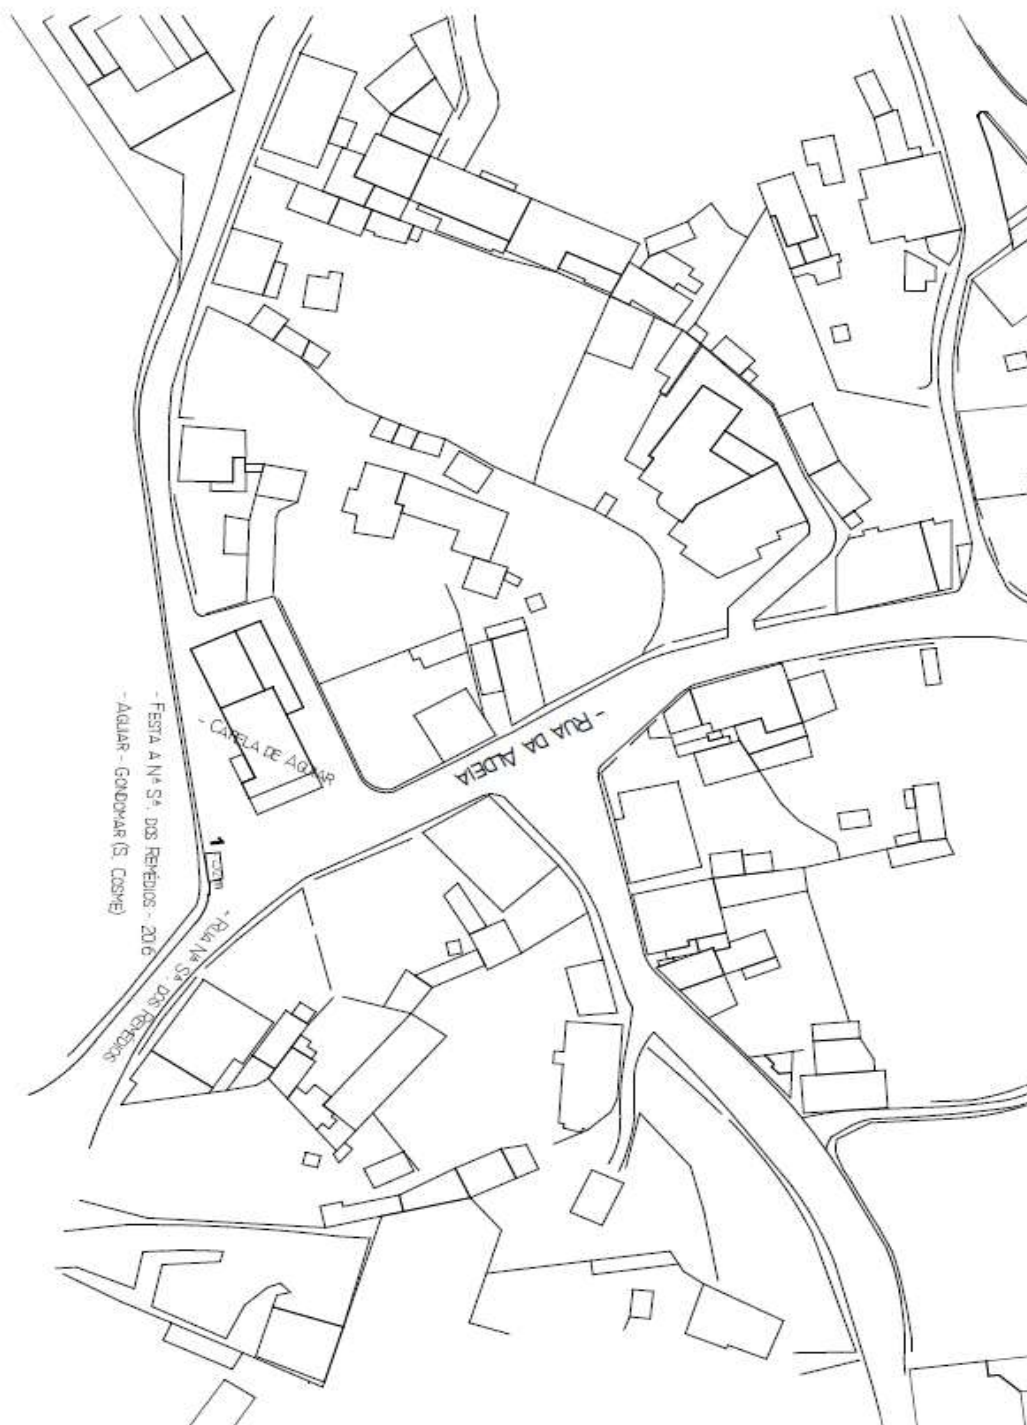 - FESTA A Nª Sª. DOS REMÉDIOS - 2016
- AGUIAR - GONDOMAR (S. COSME)
- CAPELA DE AGUIAR
- RUA DA ALDEIA
1
- RUA Nª Sª. DOS REMÉDIOS